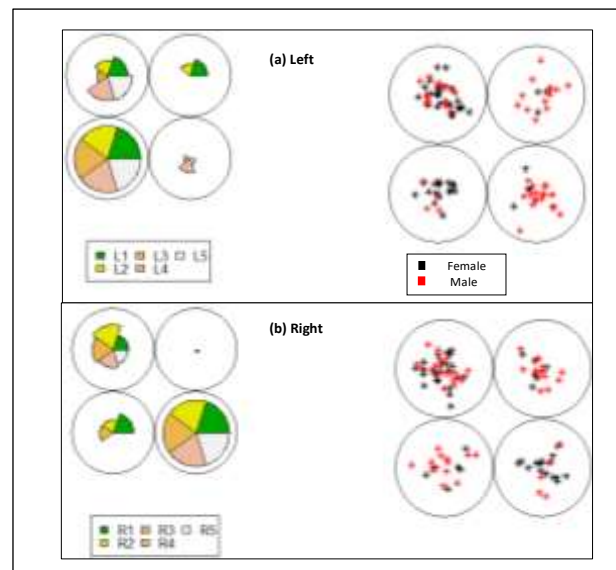 (a) Left
L1 L3 L5
L2 L4
Female
Male
(b) Right
R1 R3 R5
R2 R4